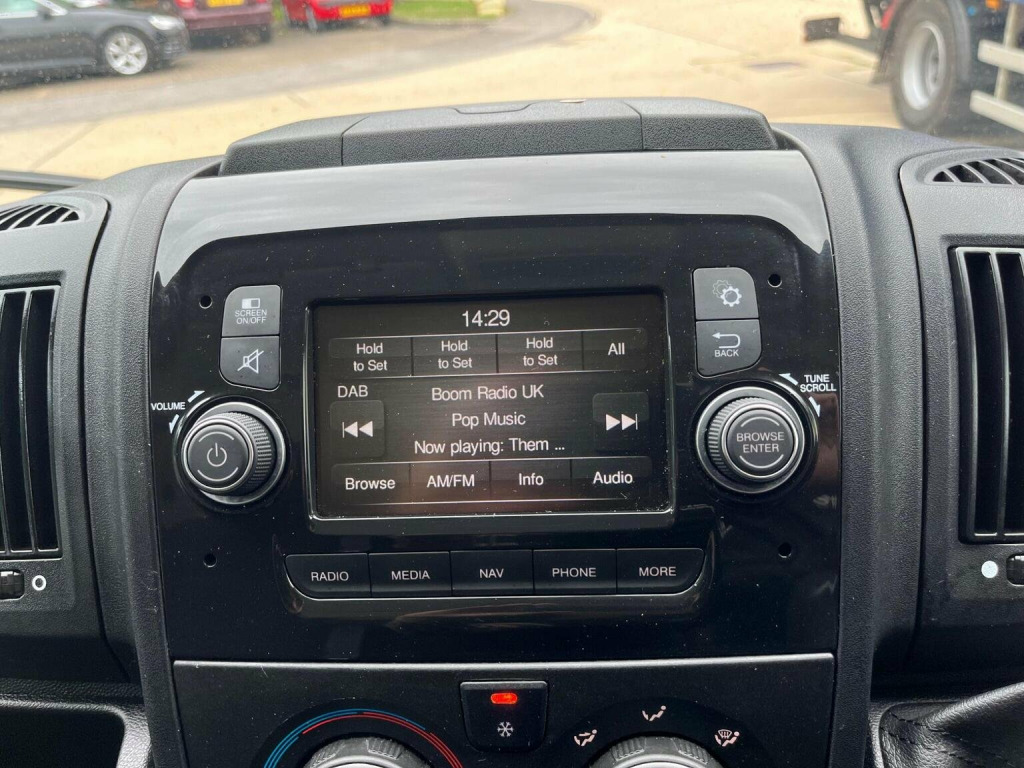 14:29
SCREEN
ON/OFF
Hold
to Set
Hold
to Set
Hold
to Set
All
BACK
DAB
Boom Radio UK
TUNE
SCROLL
VOLUME
Pop Music
BROWSE
ENTER
Now playing: Them ...
Browse
AM/FM
Info
Audio
RADIO
MEDIA
NAV
PHONE
MORE